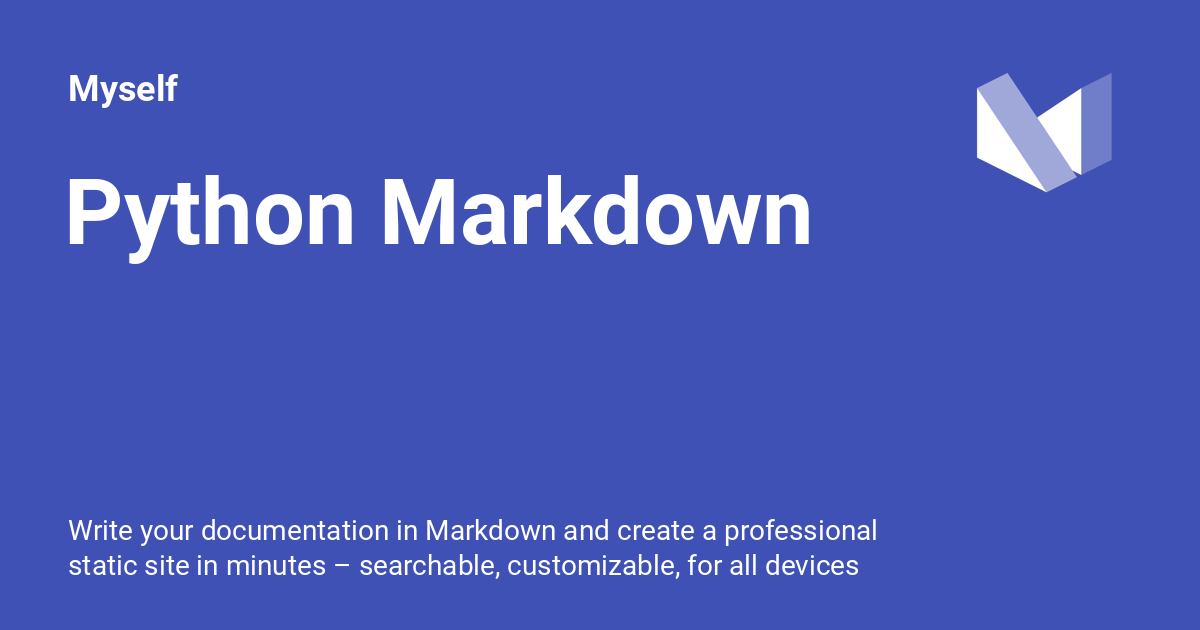 Myself
Python Markdown
Write your documentation in Markdown and create a professional
static site in minutes – searchable, customizable, for all devices